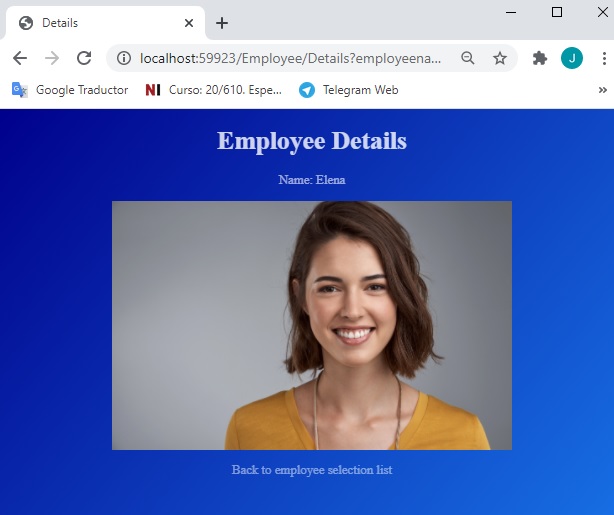 Details
localhost:59923/Employee/Details?employeena...
J
Google Traductor
N Curso: 20/610. Espe...
Telegram Web
»
Employee Details
Name: Elena
Back to employee selection list